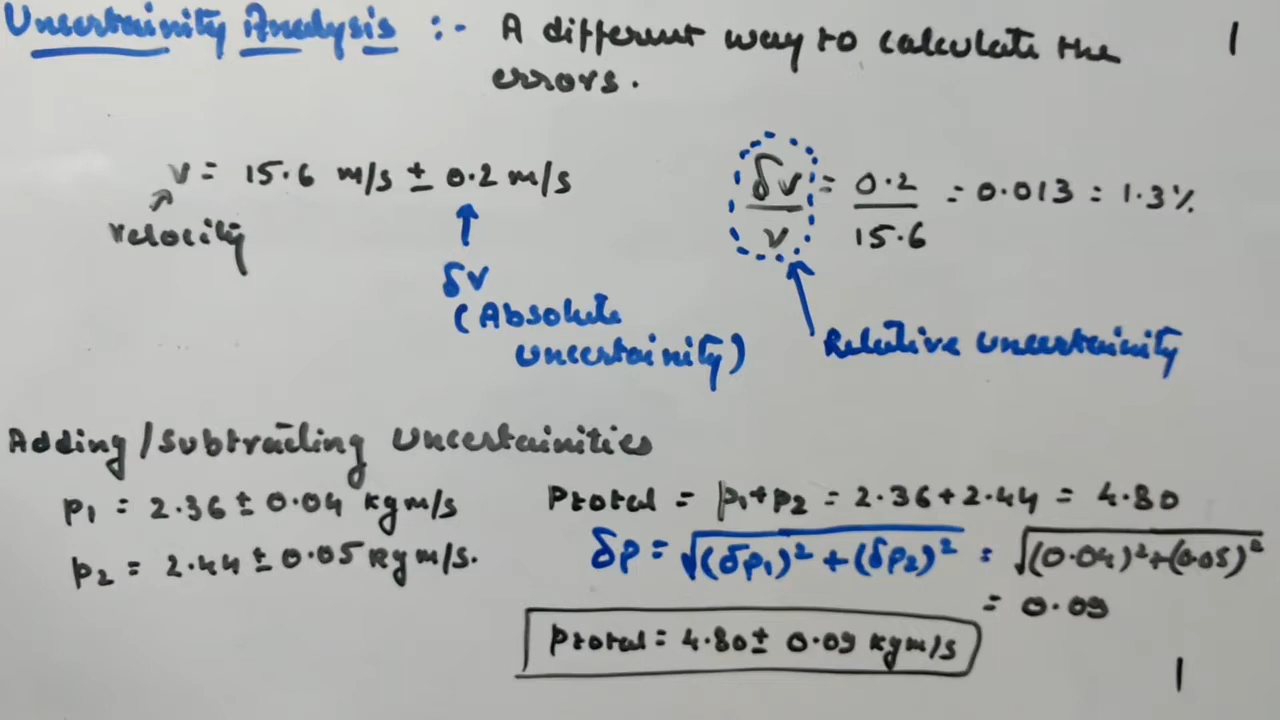 Uncertainity Analysis :- A different way to calculate the 1
errors.
v = 15.6 m/s ± 0.2 m/s
velocity
δv
(Absolute
uncertainity)
δv/v = 0.2/15.6 = 0.013 = 1.3%
Relative uncertainity
Adding/Subtracting Uncertainities
p₁ = 2.36 ± 0.04 kgm/s
p₂ = 2.44 ± 0.05 kgm/s.
Ptotal = p₁+p₂ = 2.36+2.44 = 4.80
δp = √(δp₁)² + (δp₂)² = √(0.04)²+(0.05)²
= 0.09
Ptotal = 4.80 ± 0.09 kgm/s
1